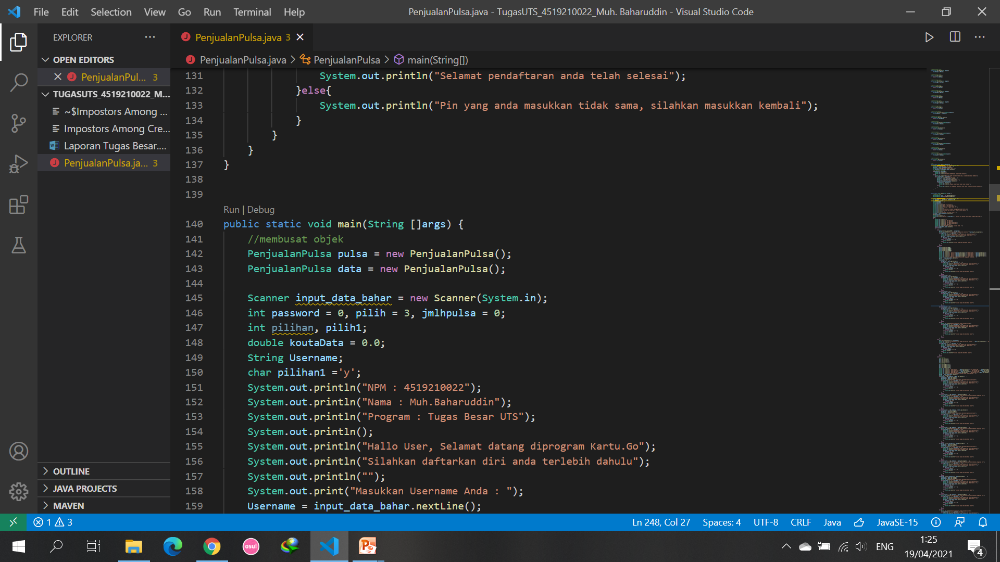 File Edit Selection View Go Run Terminal Help
PenjualanPulsa.java - TugasUTS_4519210022_Muh. Baharuddin - Visual Studio Code
EXPLORER
OPEN EDITORS
PenjualanPul... 3
TUGASUTS_4519210022_M...
~$Impostors Among ...
Impostors Among Cre...
Laporan Tugas Besar....
PenjualanPulsa.ja... 3
OUTLINE
JAVA PROJECTS
MAVEN
PenjualanPulsa.java 3
PenjualanPulsa.java > PenjualanPulsa > main(String[])
131 System.out.println("Selamat pendaftaran anda telah selesai");
132 }else{
133 System.out.println("Pin yang anda masukkan tidak sama, silahkan masukkan kembali");
134 }
135 }
136 }
137 }
138
139
Run | Debug
140 public static void main(String []args) {
141 //membusat objek
142 PenjualanPulsa pulsa = new PenjualanPulsa();
143 PenjualanPulsa data = new PenjualanPulsa();
144
145 Scanner input_data_bahar = new Scanner(System.in);
146 int password = 0, pilih = 3, jmlhpulsa = 0;
147 int pilihan, pilih1;
148 double koutaData = 0.0;
149 String Username;
150 char pilihan1 ='y';
151 System.out.println("NPM : 4519210022");
152 System.out.println("Nama : Muh.Baharuddin");
153 System.out.println("Program : Tugas Besar UTS");
154 System.out.println();
155 System.out.println("Hallo User, Selamat datang diprogram Kartu.Go");
156 System.out.println("Silahkan daftarkan diri anda terlebih dahulu");
157 System.out.println("");
158 System.out.print("Masukkan Username Anda : ");
159 Username = input_data_bahar.nextLine();
1 3
Ln 248, Col 27 Spaces: 4 UTF-8 CRLF Java JavaSE-15
osu!
ENG
1:25
19/04/2021
4